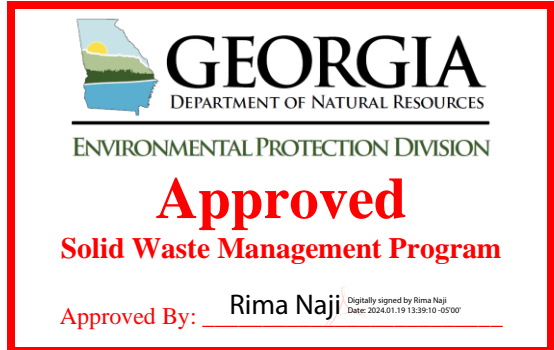 GEORGIA
DEPARTMENT OF NATURAL RESOURCES
ENVIRONMENTAL PROTECTION DIVISION
Approved
Solid Waste Management Program
Approved By: Rima Naji
Digitally signed by Rima Naji
Date: 2024.01.19 13:39:10 -05'00'